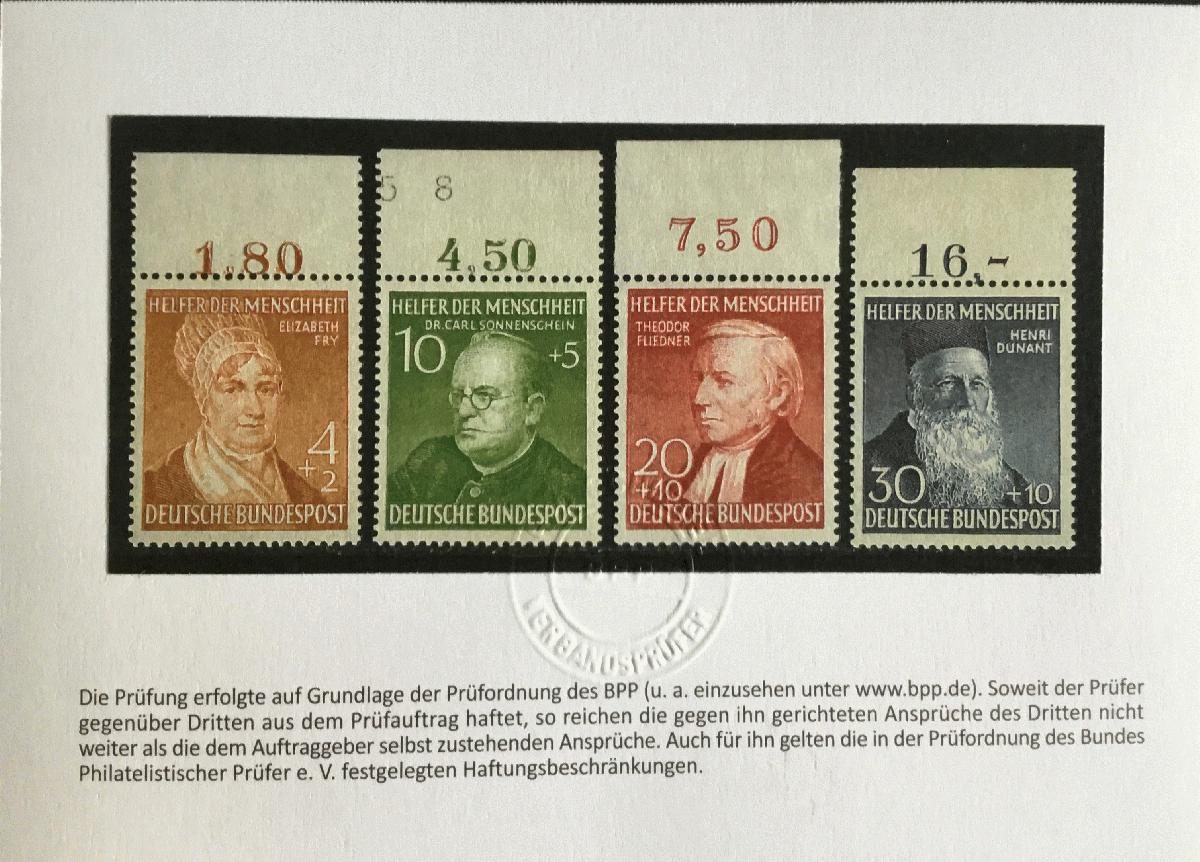 1.80
5 8
4,50
7,50
16,-
HELFER DER MENSCHHEIT
ELIZABETH
FRY
4
+2
DEUTSCHE BUNDESPOST
HELFER DER MENSCHHEIT
DR. CARL SONNENSCHEIN
10 +5
DEUTSCHE BUNDESPOST
HELFER DER MENSCHHEIT
THEODOR
FLIEDNER
20
+10
DEUTSCHE BUNDESPOST
HELFER DER MENSCHHEIT
HENRI
DUNANT
30 +10
DEUTSCHE BUNDESPOST
VERBANDSPRÜFER
Die Prüfung erfolgte auf Grundlage der Prüfordnung des BPP (u. a. einzusehen unter www.bpp.de). Soweit der Prüfer
gegenüber Dritten aus dem Prüfauftrag haftet, so reichen die gegen ihn gerichteten Ansprüche des Dritten nicht
weiter als die dem Auftraggeber selbst zustehenden Ansprüche. Auch für ihn gelten die in der Prüfordnung des Bundes
Philatelistischer Prüfer e. V. festgelegten Haftungsbeschränkungen.